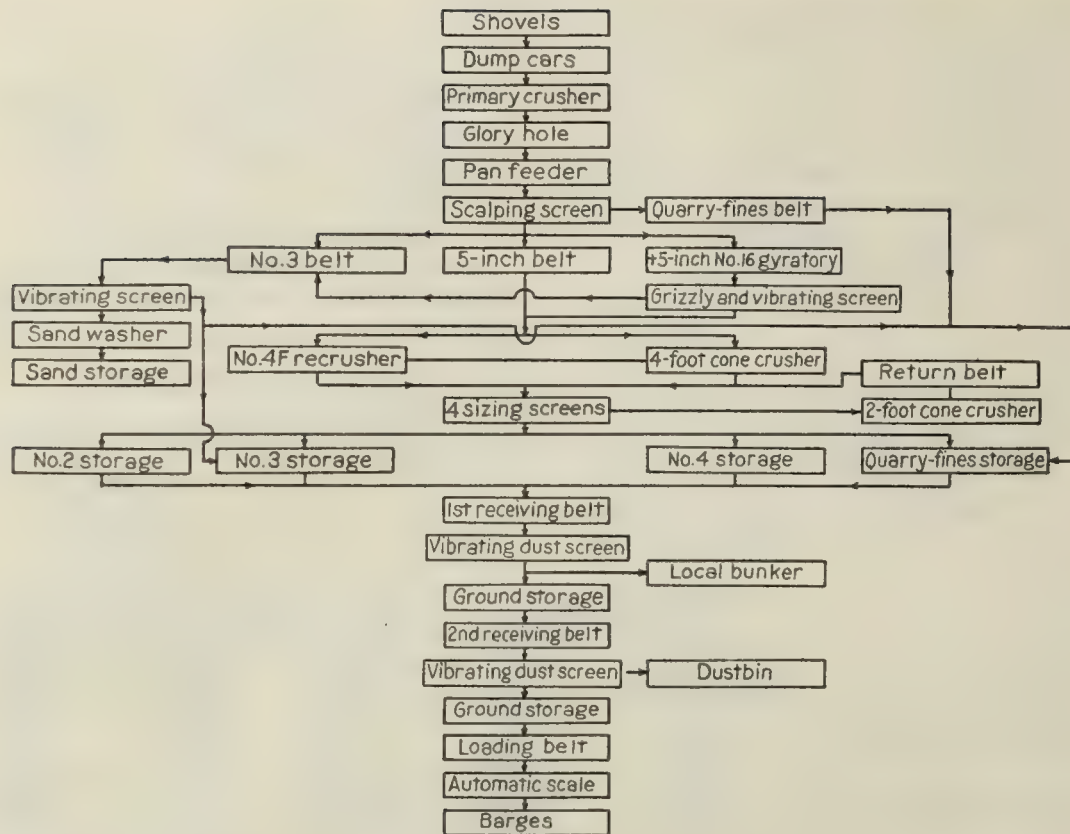 Shovels
Dump cars
Primary crusher
Glory hole
Pan feeder
Scalping screen
Quarry-fines belt
No.3 belt
5-inch belt
+5-inch No.16 gyratory
Vibrating screen
Grizzly and vibrating screen
Sand washer
No.4F recrusher
4-foot cone crusher
Sand storage
Return belt
4 sizing screens
2-foot cone crusher
No.2 storage
No.3 storage
No.4 storage
Quarry-fines storage
1st receiving belt
Vibrating dust screen
Local bunker
Ground storage
2nd receiving belt
Vibrating dust screen
Dustbin
Ground storage
Loading belt
Automatic scale
Barges